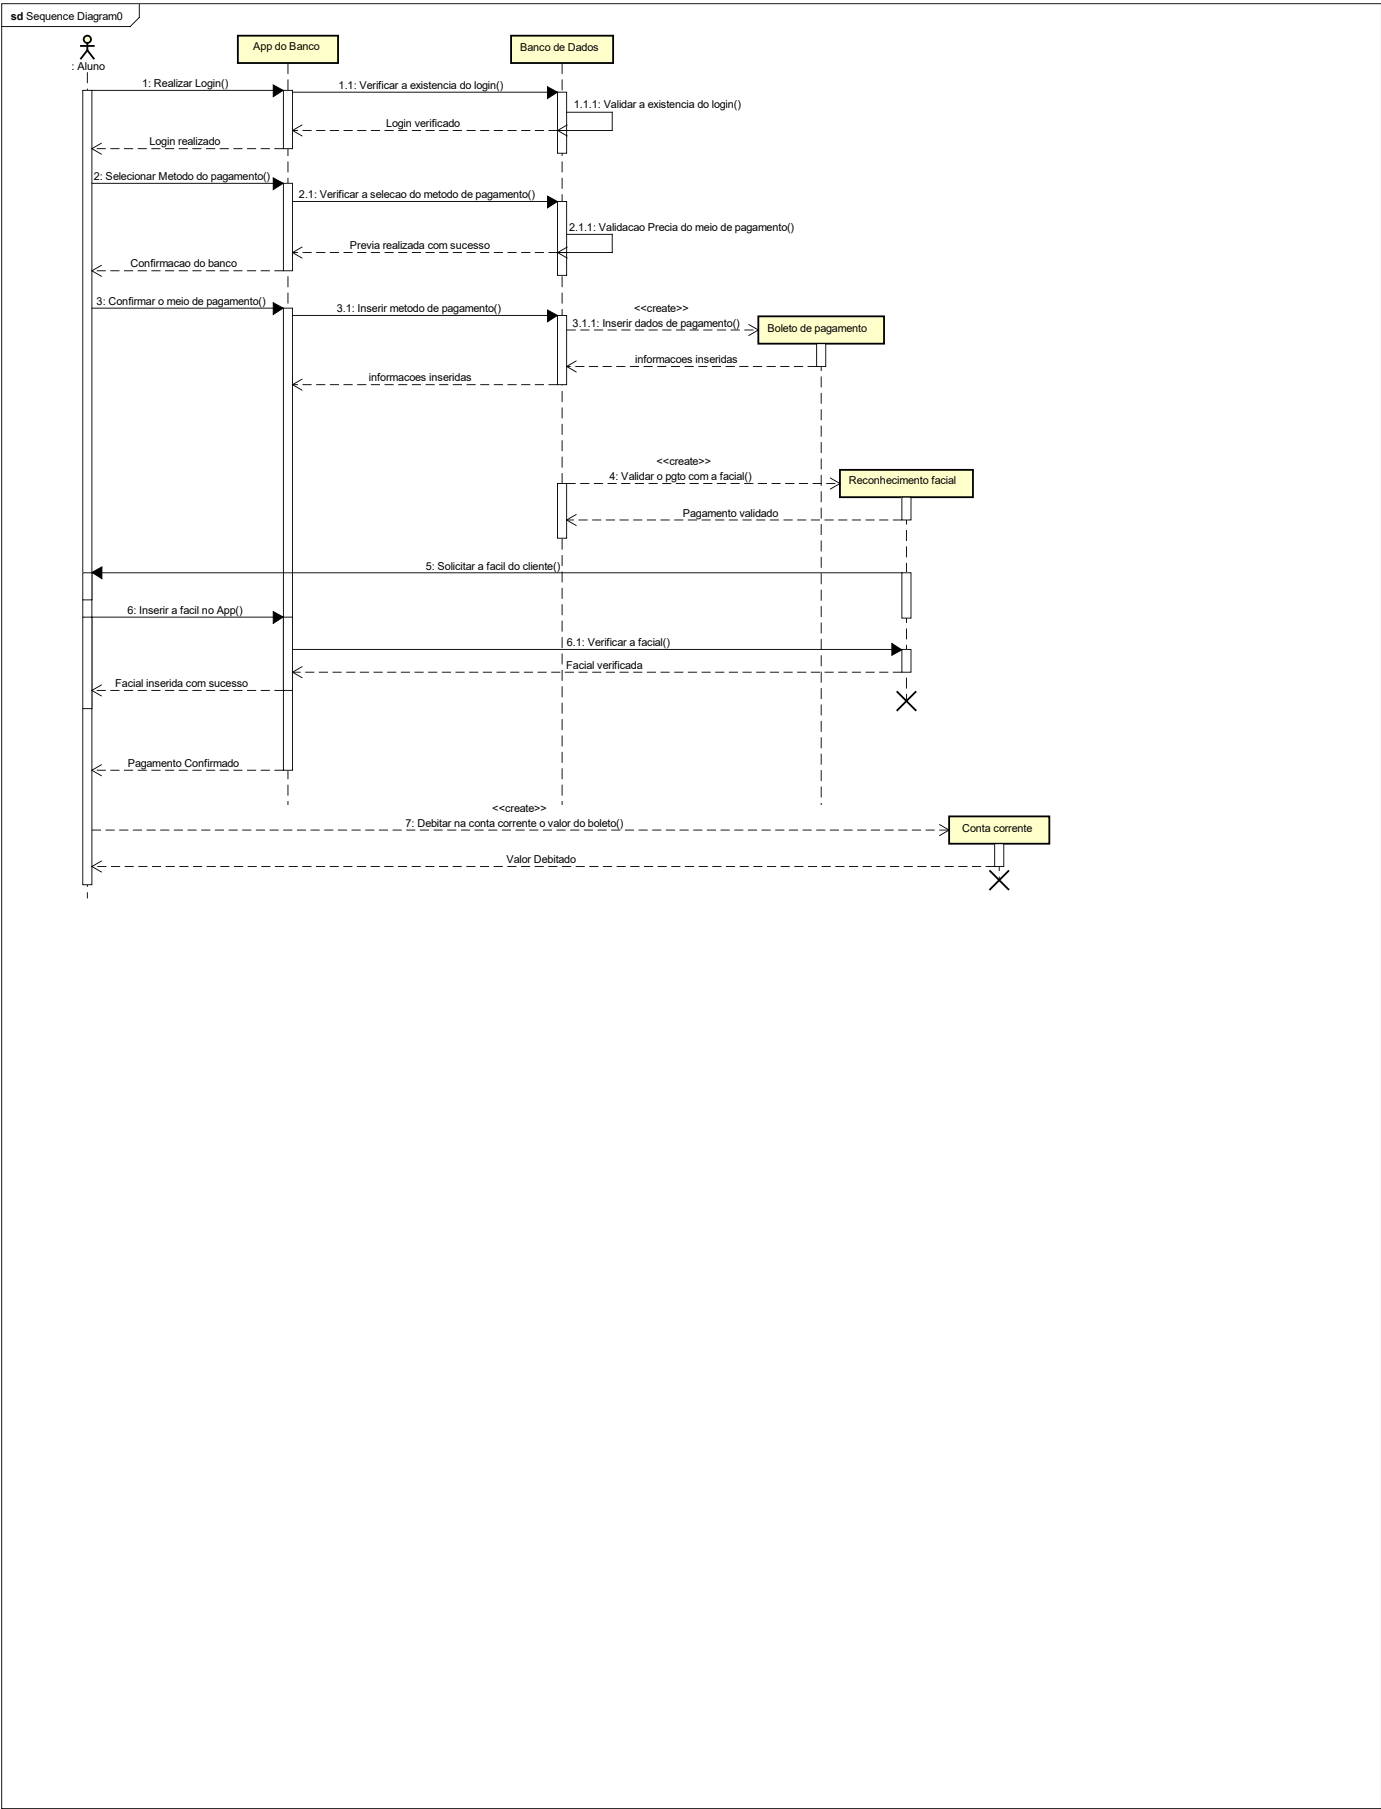 sd Sequence Diagram0
: Aluno
App do Banco
Banco de Dados
1: Realizar Login()
1.1: Verificar a existencia do login()
1.1.1: Validar a existencia do login()
Login verificado
Login realizado
2: Selecionar Metodo do pagamento()
2.1: Verificar a selecao do metodo de pagamento()
2.1.1: Validacao Precia do meio de pagamento()
Previa realizada com sucesso
Confirmacao do banco
3: Confirmar o meio de pagamento()
3.1: Inserir metodo de pagamento()
<<create>>
3.1.1: Inserir dados de pagamento()
Boleto de pagamento
informacoes inseridas
informacoes inseridas
<<create>>
4: Validar o pgto com a facial()
Reconhecimento facial
Pagamento validado
5: Solicitar a facil do cliente()
6: Inserir a facil no App()
6.1: Verificar a facial()
Facial verificada
Facial inserida com sucesso
Pagamento Confirmado
<<create>>
7: Debitar na conta corrente o valor do boleto()
Conta corrente
Valor Debitado